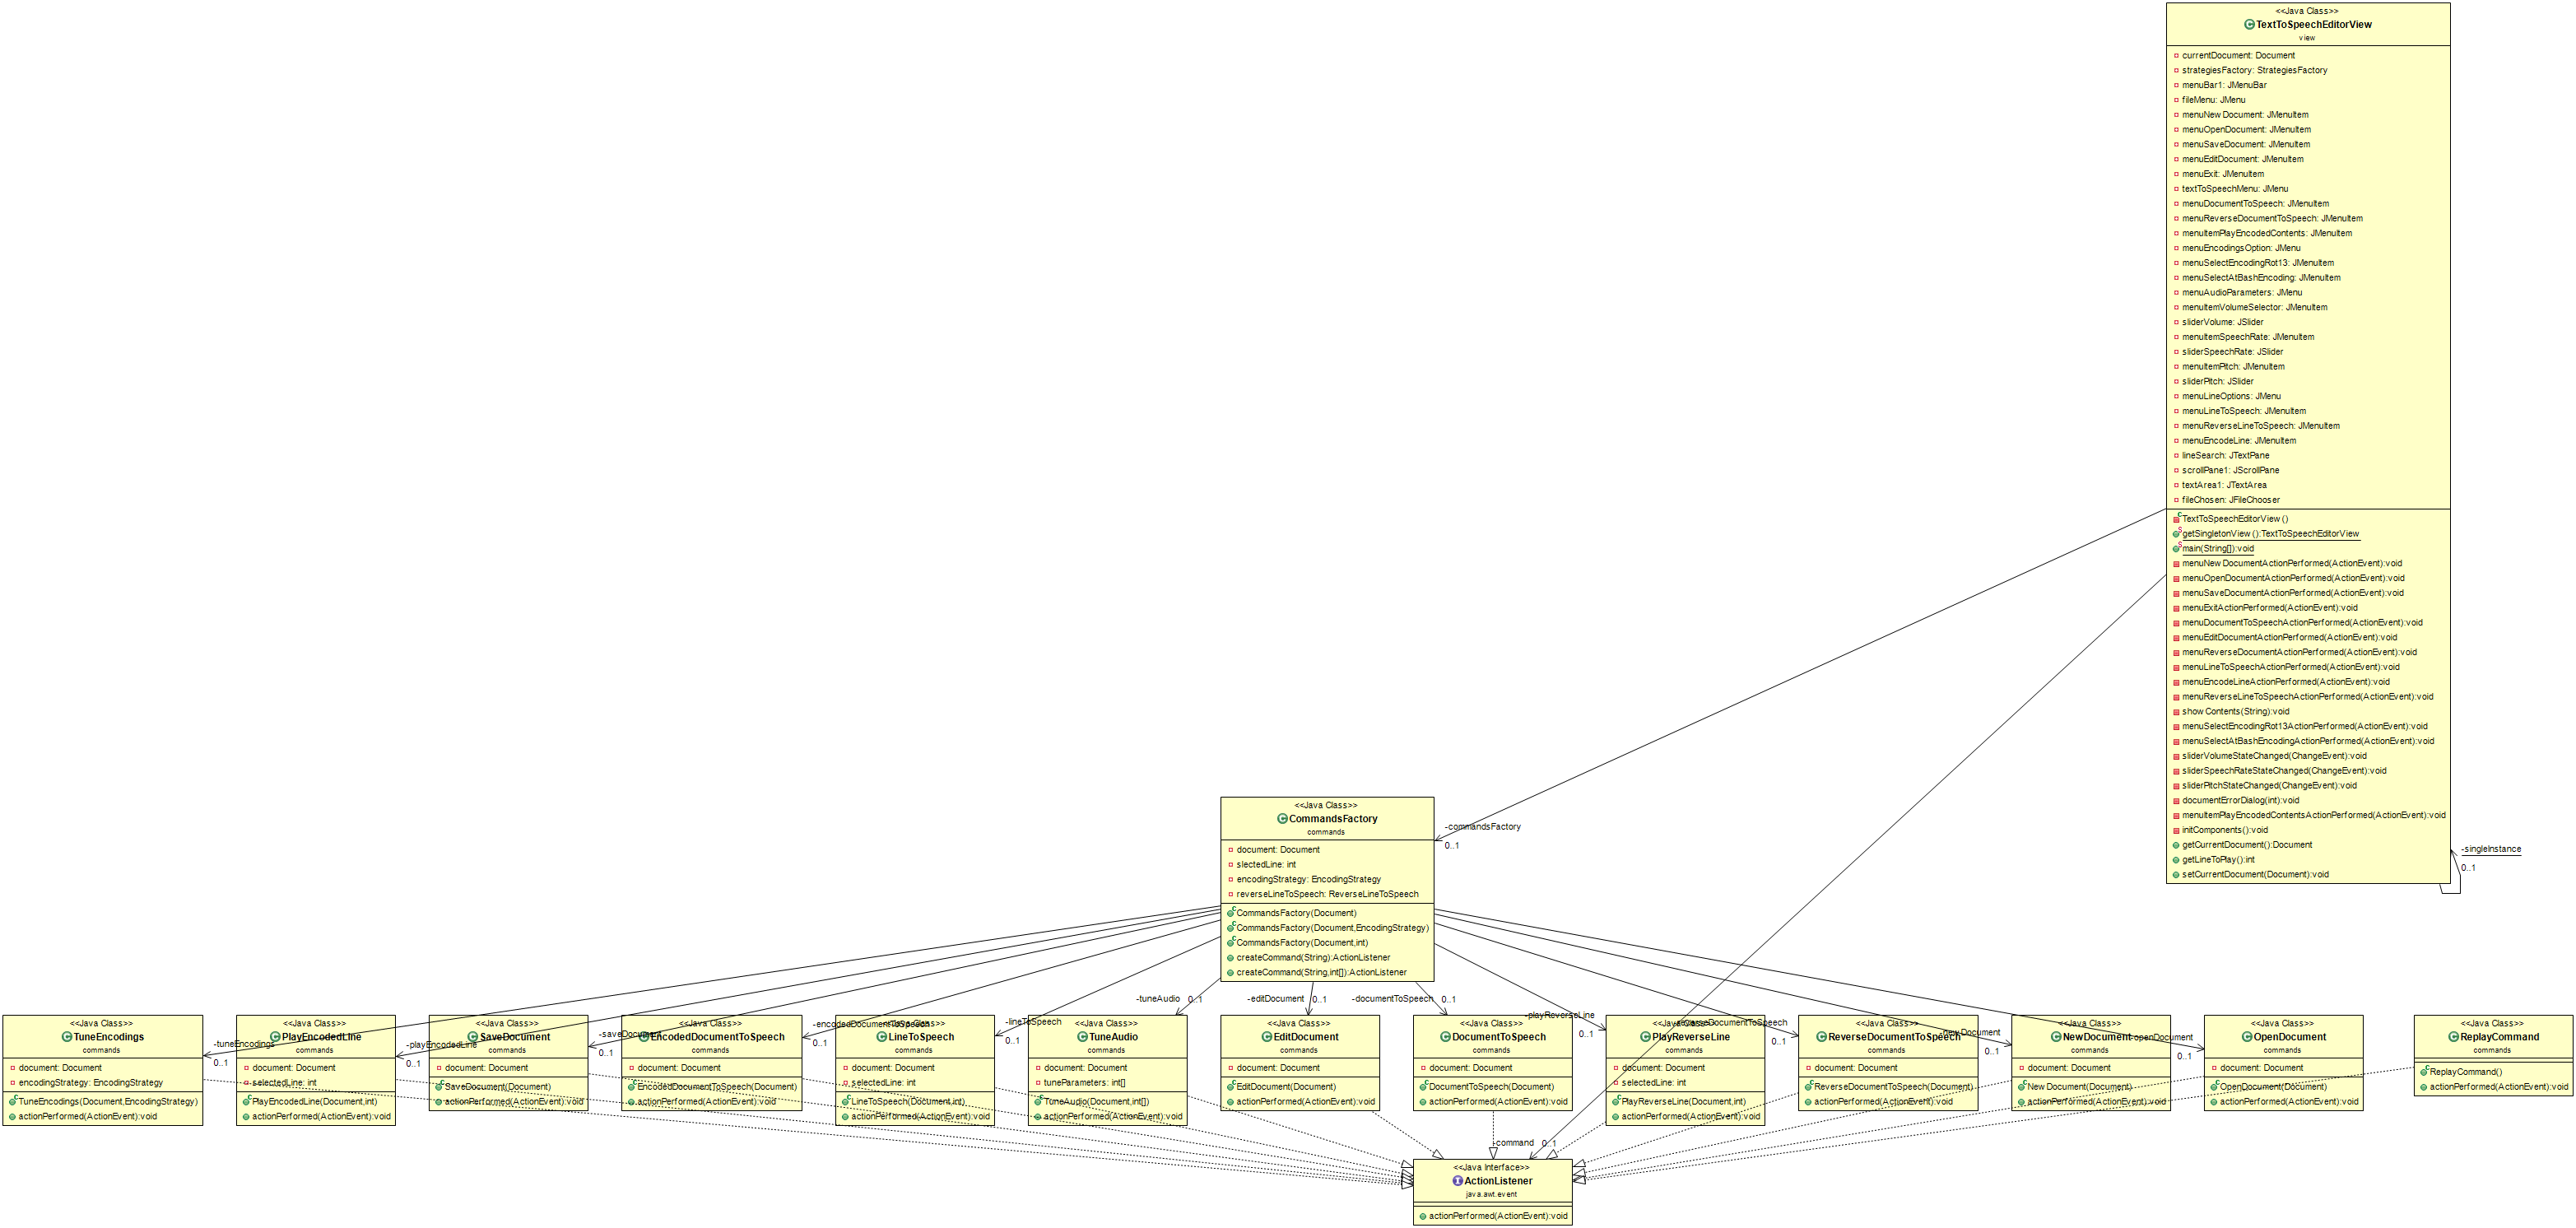 <<Java Class>>
TextToSpeechEditorView
view
currentDocument: Document
strategiesFactory: StrategiesFactory
menuBar1: JMenuBar
fileMenu: JMenu
menuNewDocument: JMenuItem
menuOpenDocument: JMenuItem
menuSaveDocument: JMenuItem
menuEditDocument: JMenuItem
menuExit: JMenuItem
textToSpeechMenu: JMenu
menuDocumentToSpeech: JMenuItem
menuReverseDocumentToSpeech: JMenuItem
menuItemPlayEncodedContents: JMenuItem
menuEncodingsOption: JMenu
menuSelectEncodingRot13: JMenuItem
menuSelectAtBashEncoding: JMenuItem
menuAudioParameters: JMenu
menuItemVolumeSelector: JMenuItem
sliderVolume: JSlider
menuItemSpeechRate: JMenuItem
sliderSpeechRate: JSlider
menuItemPitch: JMenuItem
sliderPitch: JSlider
menuLineOptions: JMenu
menuLineToSpeech: JMenuItem
menuReverseLineToSpeech: JMenuItem
menuEncodeLine: JMenuItem
lineSearch: JTextPane
scrollPane1: JScrollPane
textArea1: JTextArea
fileChosen: JFileChooser
TextToSpeechEditorView()
getSingletonView():TextToSpeechEditorView
main(String[]):void
menuNewDocumentActionPerformed(ActionEvent):void
menuOpenDocumentActionPerformed(ActionEvent):void
menuSaveDocumentActionPerformed(ActionEvent):void
menuExitActionPerformed(ActionEvent):void
menuDocumentToSpeechActionPerformed(ActionEvent):void
menuEditDocumentActionPerformed(ActionEvent):void
menuReverseDocumentActionPerformed(ActionEvent):void
menuLineToSpeechActionPerformed(ActionEvent):void
menuEncodeLineActionPerformed(ActionEvent):void
menuReverseLineToSpeechActionPerformed(ActionEvent):void
showContents(String):void
menuSelectEncodingRot13ActionPerformed(ActionEvent):void
menuSelectAtBashEncodingActionPerformed(ActionEvent):void
sliderVolumeStateChanged(ChangeEvent):void
sliderSpeechRateStateChanged(ChangeEvent):void
sliderPitchStateChanged(ChangeEvent):void
documentErrorDialog(int):void
menuItemPlayEncodedContentsActionPerformed(ActionEvent):void
initComponents():void
getCurrentDocument():Document
getLineToPlay():int
setCurrentDocument(Document):void
-singleInstance
0..1
<<Java Class>>
CommandsFactory
commands
document: Document
slectedLine: int
encodingStrategy: EncodingStrategy
reverseLineToSpeech: ReverseLineToSpeech
CommandsFactory(Document)
CommandsFactory(Document,EncodingStrategy)
CommandsFactory(Document,int)
createCommand(String):ActionListener
createCommand(String,int[]):ActionListener
-commandsFactory
0..1
-tuneEncodings
0..1
-playEncodedLine
0..1
-saveDocument
0..1
-encodedDocumentToSpeech
0..1
-lineToSpeech
0..1
-tuneAudio 0..1
-editDocument 0..1
-documentToSpeech 0..1
-playReverseLine
0..1
-reverseDocumentToSpeech
0..1
-newDocument
0..1
-openDocument
0..1
<<Java Class>>
TuneEncodings
commands
document: Document
encodingStrategy: EncodingStrategy
TuneEncodings(Document,EncodingStrategy)
actionPerformed(ActionEvent):void
<<Java Class>>
PlayEncodedLine
commands
document: Document
selectedLine: int
PlayEncodedLine(Document,int)
actionPerformed(ActionEvent):void
<<Java Class>>
SaveDocument
commands
document: Document
SaveDocument(Document)
actionPerformed(ActionEvent):void
<<Java Class>>
EncodedDocumentToSpeech
commands
document: Document
EncodedDocumentToSpeech(Document)
actionPerformed(ActionEvent):void
<<Java Class>>
LineToSpeech
commands
document: Document
selectedLine: int
LineToSpeech(Document,int)
actionPerformed(ActionEvent):void
<<Java Class>>
TuneAudio
commands
document: Document
tuneParameters: int[]
TuneAudio(Document,int[])
actionPerformed(ActionEvent):void
<<Java Class>>
EditDocument
commands
document: Document
EditDocument(Document)
actionPerformed(ActionEvent):void
<<Java Class>>
DocumentToSpeech
commands
document: Document
DocumentToSpeech(Document)
actionPerformed(ActionEvent):void
<<Java Class>>
PlayReverseLine
commands
document: Document
selectedLine: int
PlayReverseLine(Document,int)
actionPerformed(ActionEvent):void
<<Java Class>>
ReverseDocumentToSpeech
commands
document: Document
ReverseDocumentToSpeech(Document)
actionPerformed(ActionEvent):void
<<Java Class>>
NewDocument
commands
document: Document
NewDocument(Document)
actionPerformed(ActionEvent):void
<<Java Class>>
OpenDocument
commands
document: Document
OpenDocument(Document)
actionPerformed(ActionEvent):void
<<Java Class>>
ReplayCommand
commands
ReplayCommand()
actionPerformed(ActionEvent):void
-command 0..1
<<Java Interface>>
ActionListener
java.awt.event
actionPerformed(ActionEvent):void